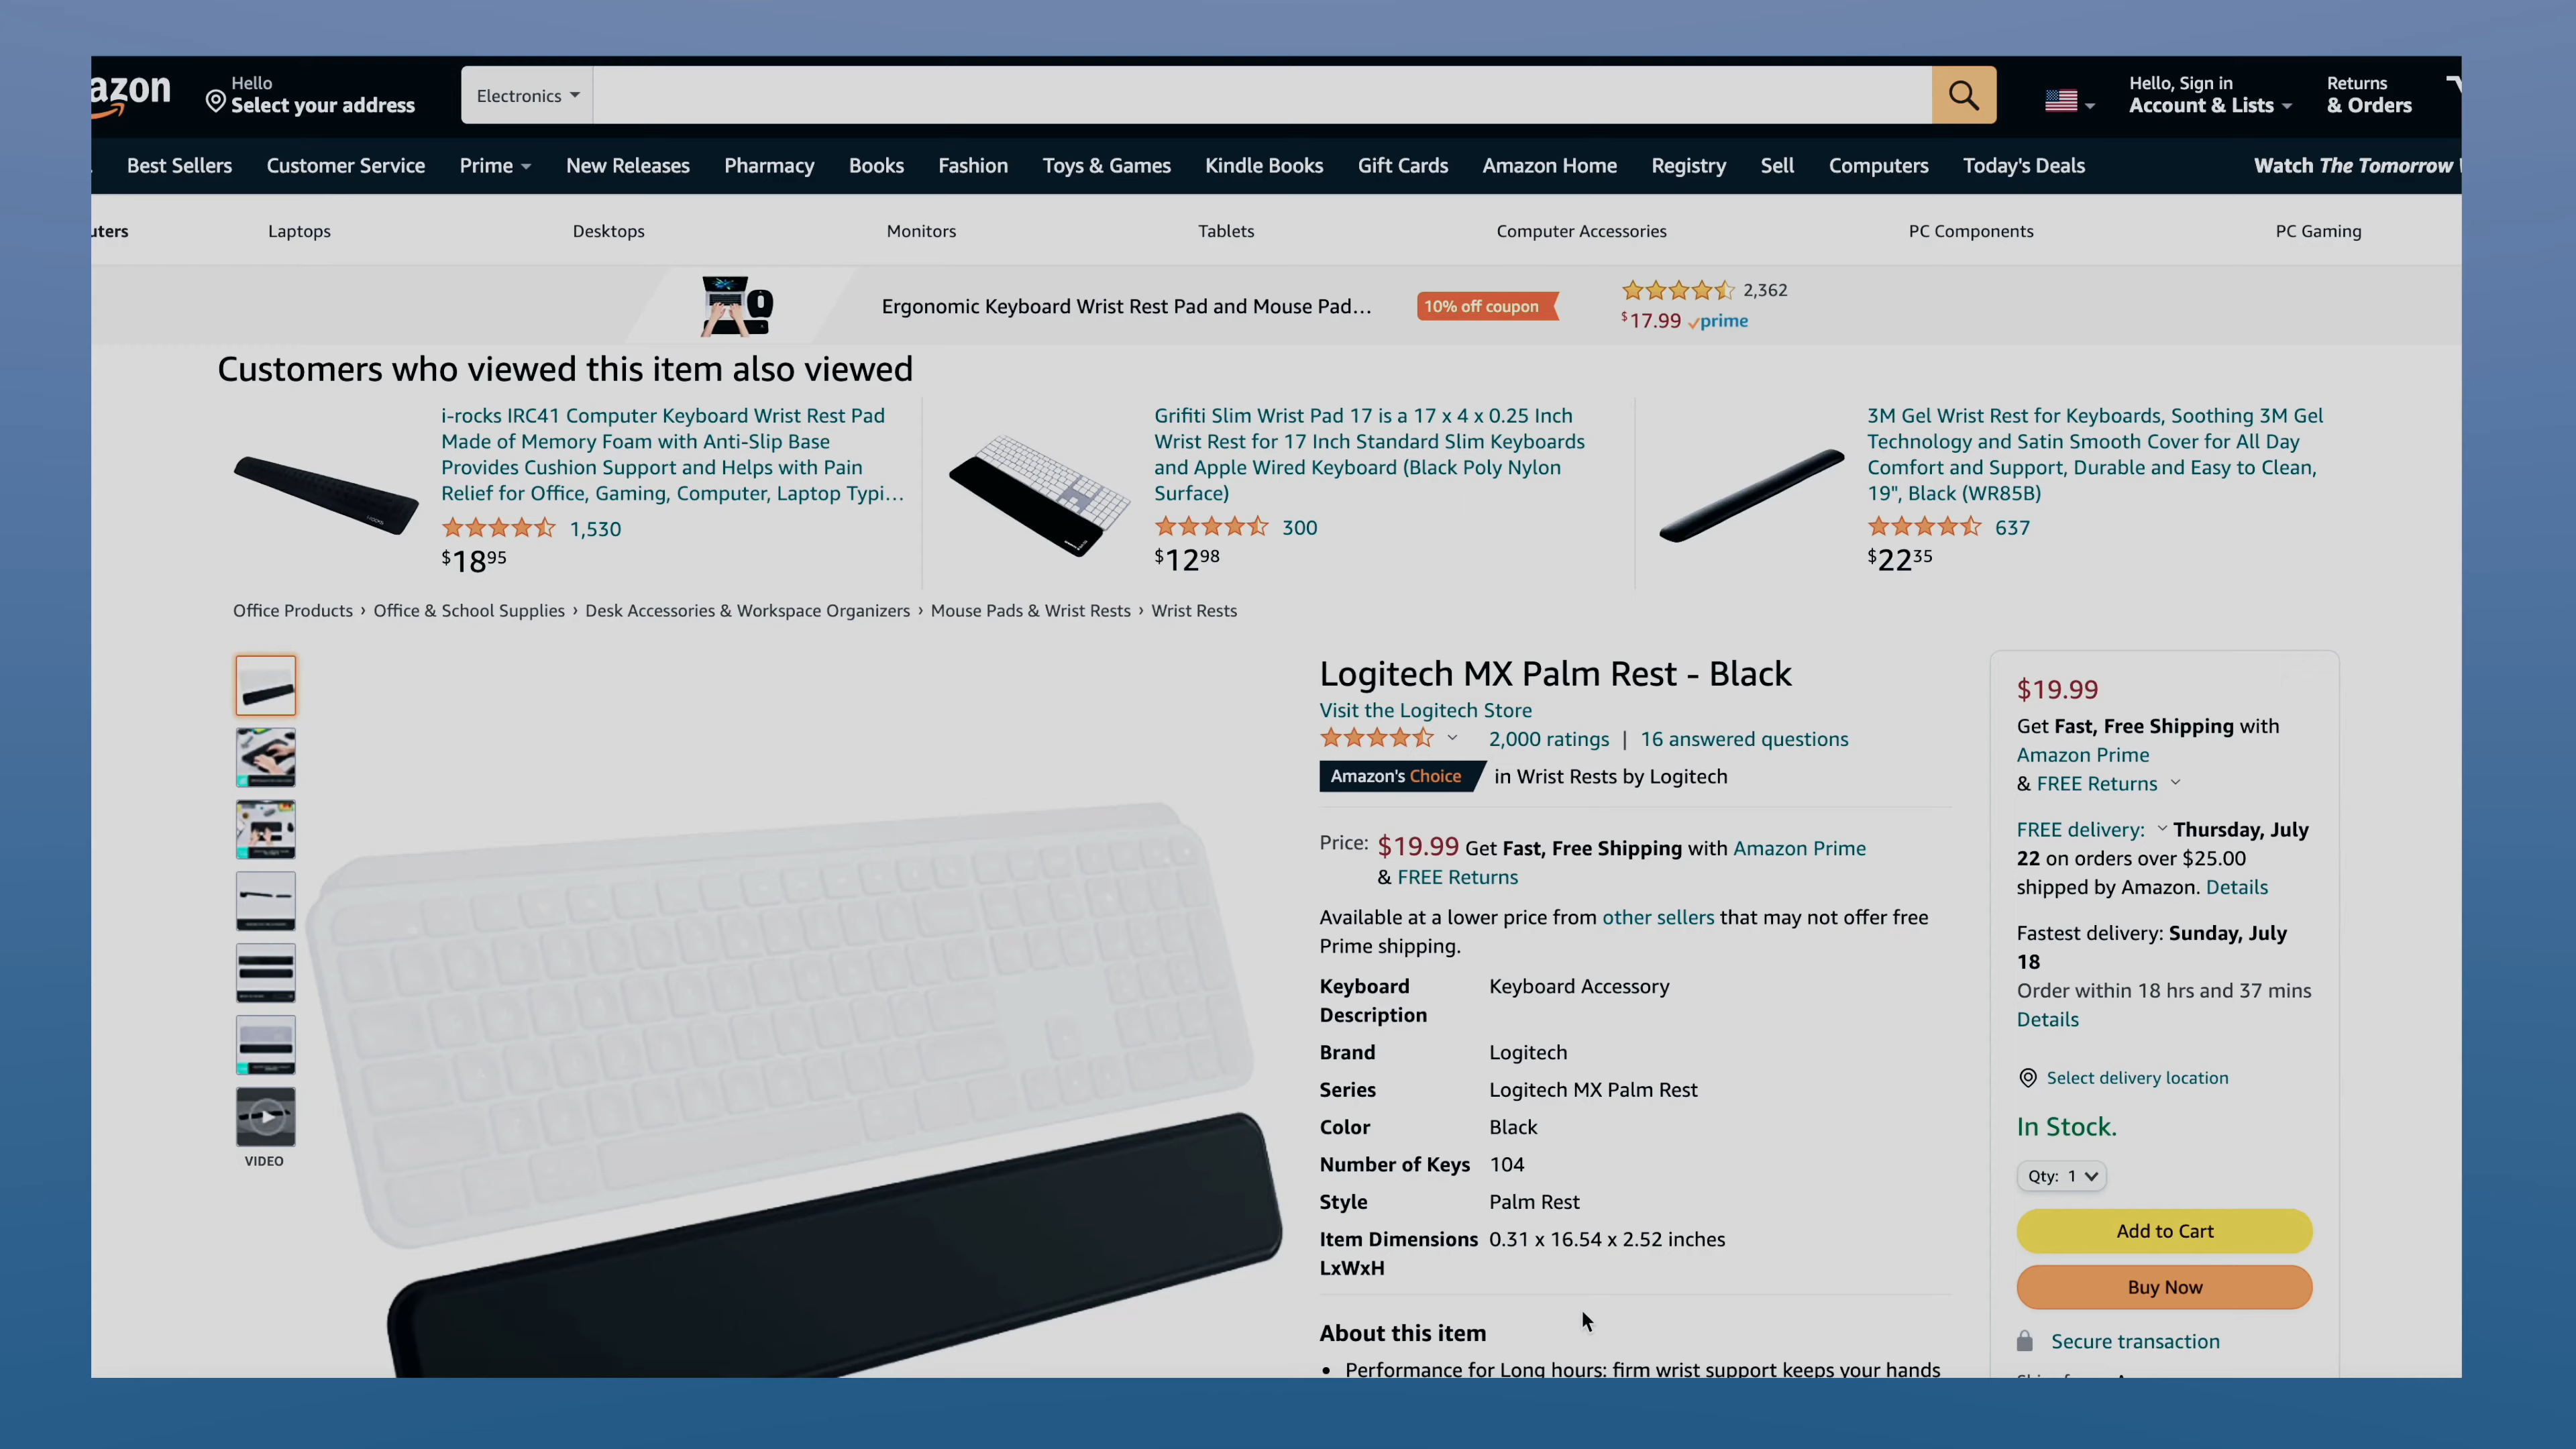 azon
Hello
Select your address
Electronics
Hello, Sign in
Account & Lists
Returns
& Orders
Best Sellers Customer Service Prime New Releases Pharmacy Books Fashion Toys & Games Kindle Books Gift Cards Amazon Home Registry Sell Computers Today's Deals Watch The Tomorrow
uters Laptops Desktops Monitors Tablets Computer Accessories PC Components PC Gaming
Ergonomic Keyboard Wrist Rest Pad and Mouse Pad...
10% off coupon
2,362
$17.99 prime
Customers who viewed this item also viewed
i-rocks IRC41 Computer Keyboard Wrist Rest Pad
Made of Memory Foam with Anti-Slip Base
Provides Cushion Support and Helps with Pain
Relief for Office, Gaming, Computer, Laptop Typi...
1,530
$18 95
Grifiti Slim Wrist Pad 17 is a 17 x 4 x 0.25 Inch
Wrist Rest for 17 Inch Standard Slim Keyboards
and Apple Wired Keyboard (Black Poly Nylon
Surface)
300
$12 98
3M Gel Wrist Rest for Keyboards, Soothing 3M Gel
Technology and Satin Smooth Cover for All Day
Comfort and Support, Durable and Easy to Clean,
19", Black (WR85B)
637
$22 35
Office Products › Office & School Supplies › Desk Accessories & Workspace Organizers › Mouse Pads & Wrist Rests › Wrist Rests
VIDEO
Logitech MX Palm Rest - Black
Visit the Logitech Store
2,000 ratings | 16 answered questions
Amazon's Choice in Wrist Rests by Logitech
Price: $19.99 Get Fast, Free Shipping with Amazon Prime
& FREE Returns
Available at a lower price from other sellers that may not offer free
Prime shipping.
Keyboard Keyboard Accessory
Description
Brand Logitech
Series Logitech MX Palm Rest
Color Black
Number of Keys 104
Style Palm Rest
Item Dimensions 0.31 x 16.54 x 2.52 inches
LxWxH
About this item
• Performance for Long hours: firm wrist support keeps your hands
$19.99
Get Fast, Free Shipping with
Amazon Prime
& FREE Returns
FREE delivery: Thursday, July
22 on orders over $25.00
shipped by Amazon. Details
Fastest delivery: Sunday, July
18
Order within 18 hrs and 37 mins
Details
Select delivery location
In Stock.
Qty: 1
Add to Cart
Buy Now
Secure transaction